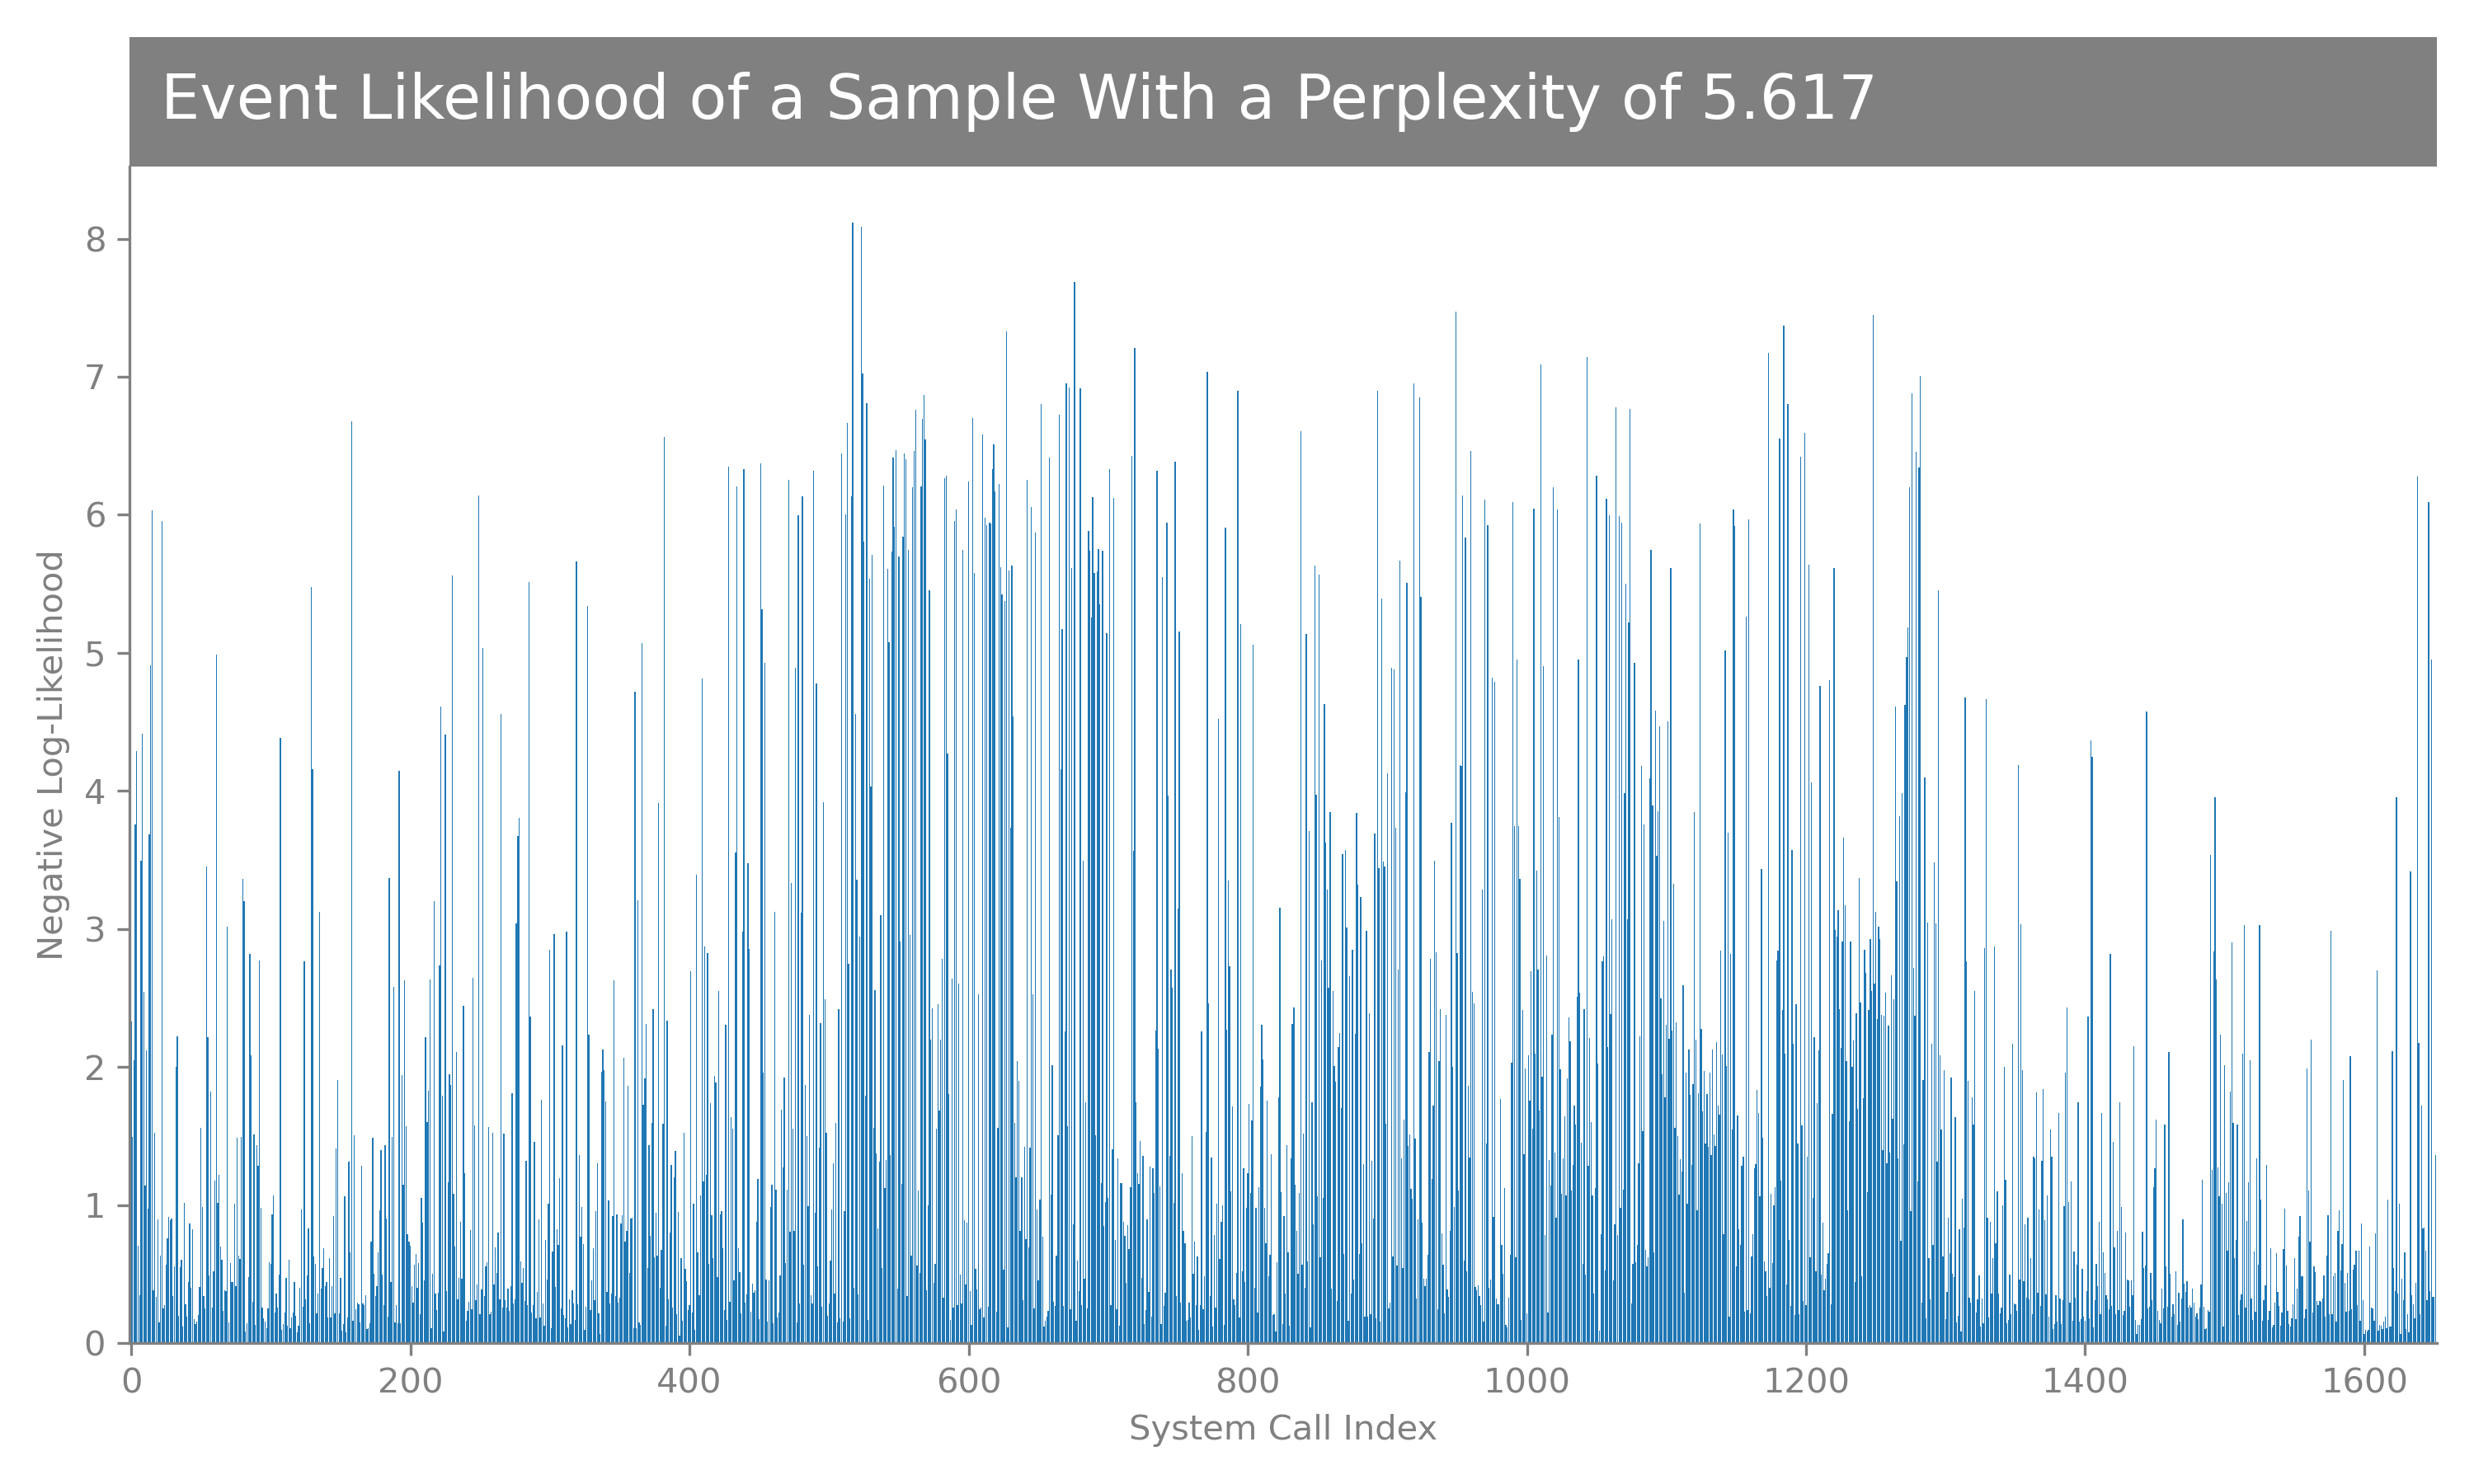 Event Likelihood of a Sample With a Perplexity of 5.617
8
7
6
5
4
3
2
1
0
Negative Log-Likelihood
0 200 400 600 800 1000 1200 1400 1600
System Call Index